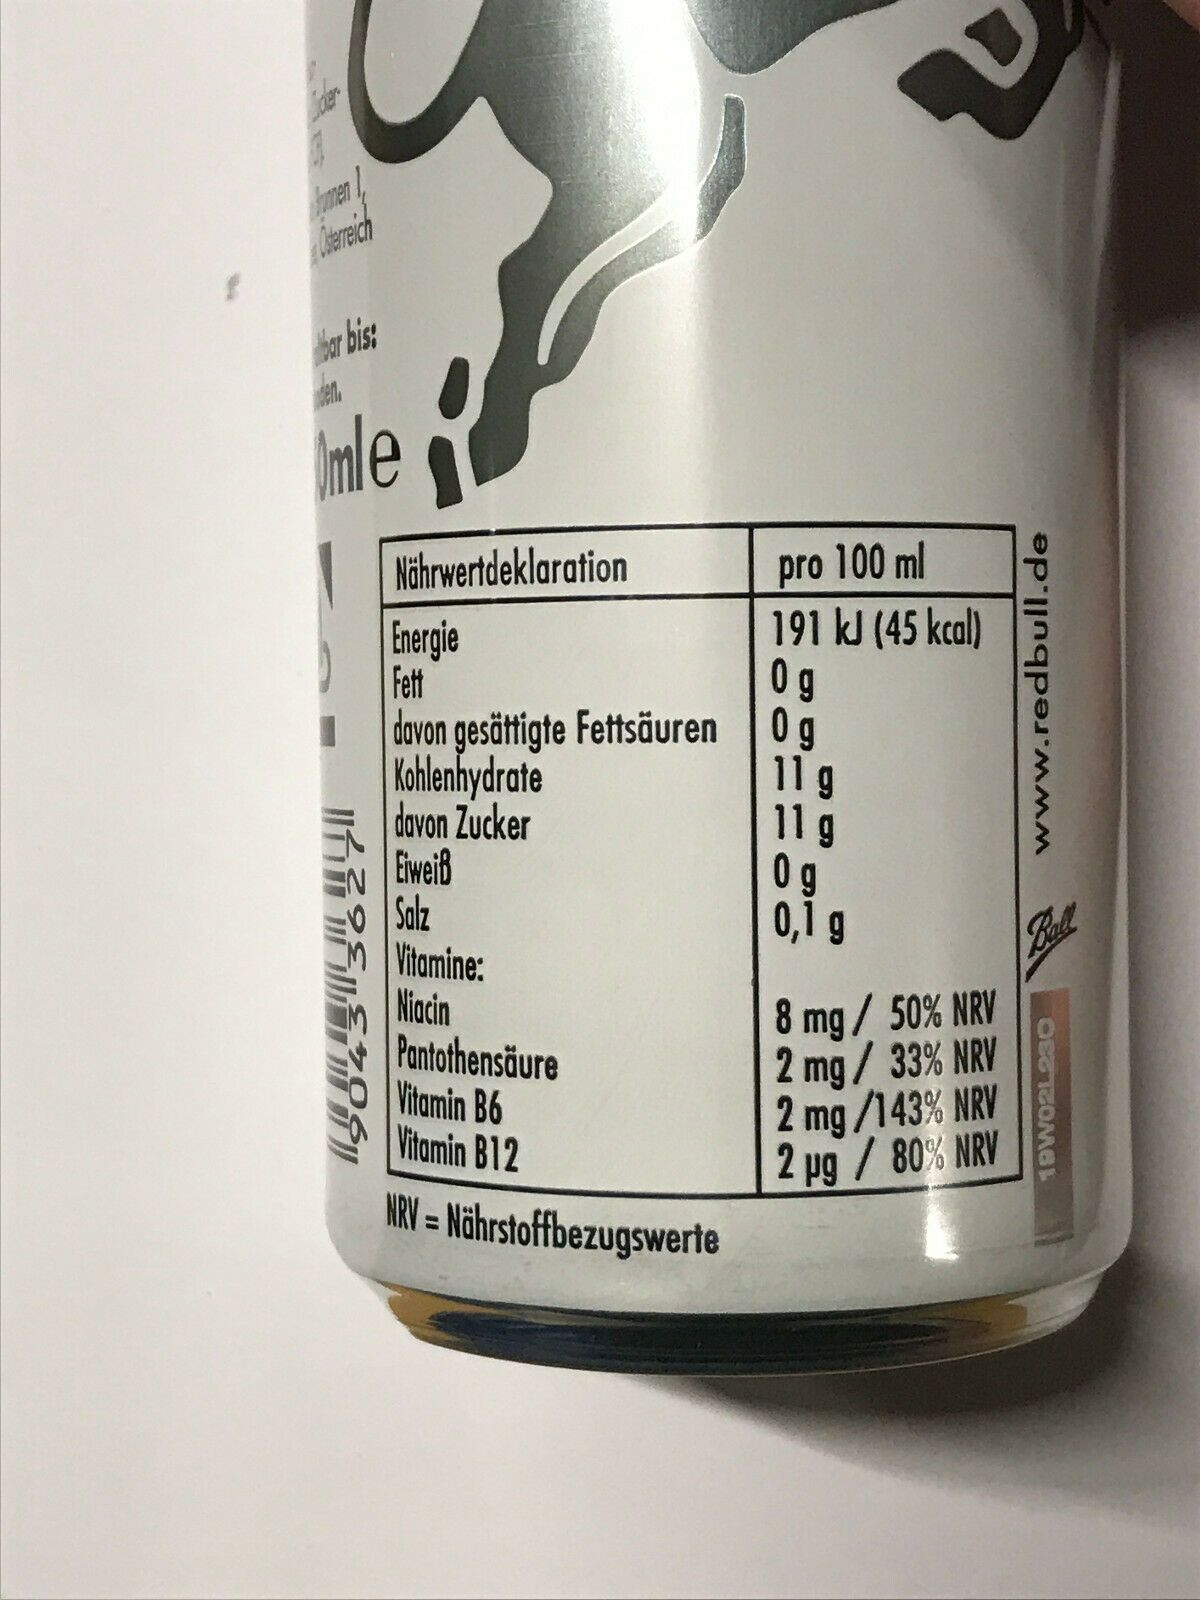 Zucker-
Brunnen 1,
Österreich
bis:
0ml e
Nährwertdeklaration pro 100 ml
Energie 191 kJ (45 kcal)
Fett 0 g
davon gesättigte Fettsäuren 0 g
Kohlenhydrate 11 g
davon Zucker 11 g
Eiweiß 0 g
Salz 0,1 g
Vitamine:
Niacin 8 mg / 50% NRV
Pantothensäure 2 mg / 33% NRV
Vitamin B6 2 mg /143% NRV
Vitamin B12 2 µg / 80% NRV
NRV = Nährstoffbezugswerte
www.redbull.de
Ball
19W02L23O
9043 3627